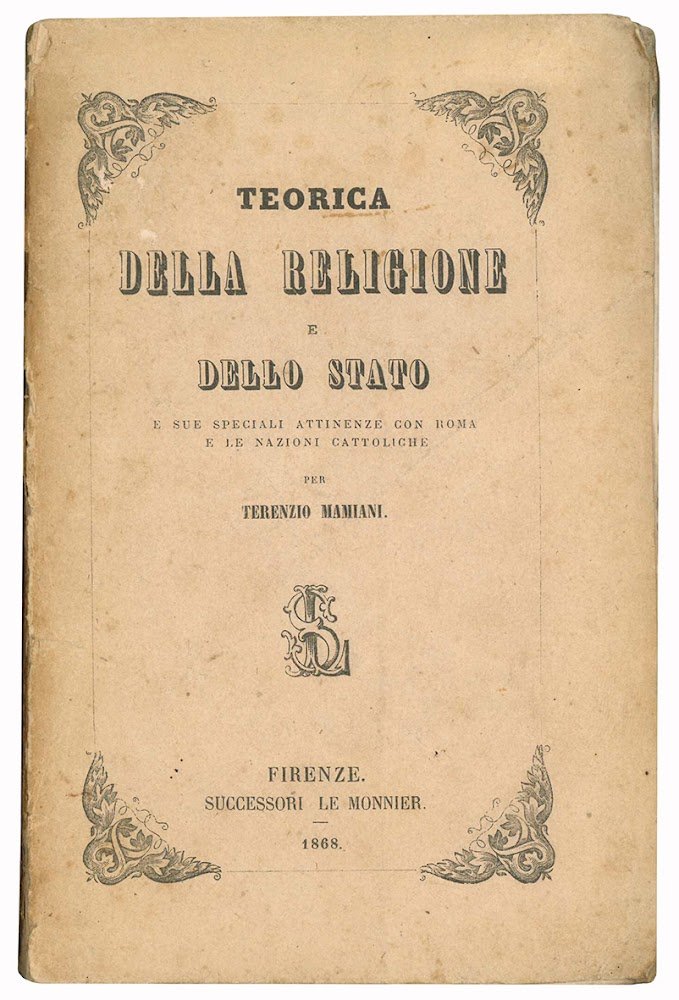 TEORICA
DELLA RELIGIONE
E
DELLO STATO
E SUE SPECIALI ATTINENZE CON ROMA
E LE NAZIONI CATTOLICHE
PER
TERENZIO MAMIANI.
SL
FIRENZE.
SUCCESSORI LE MONNIER.
1868.